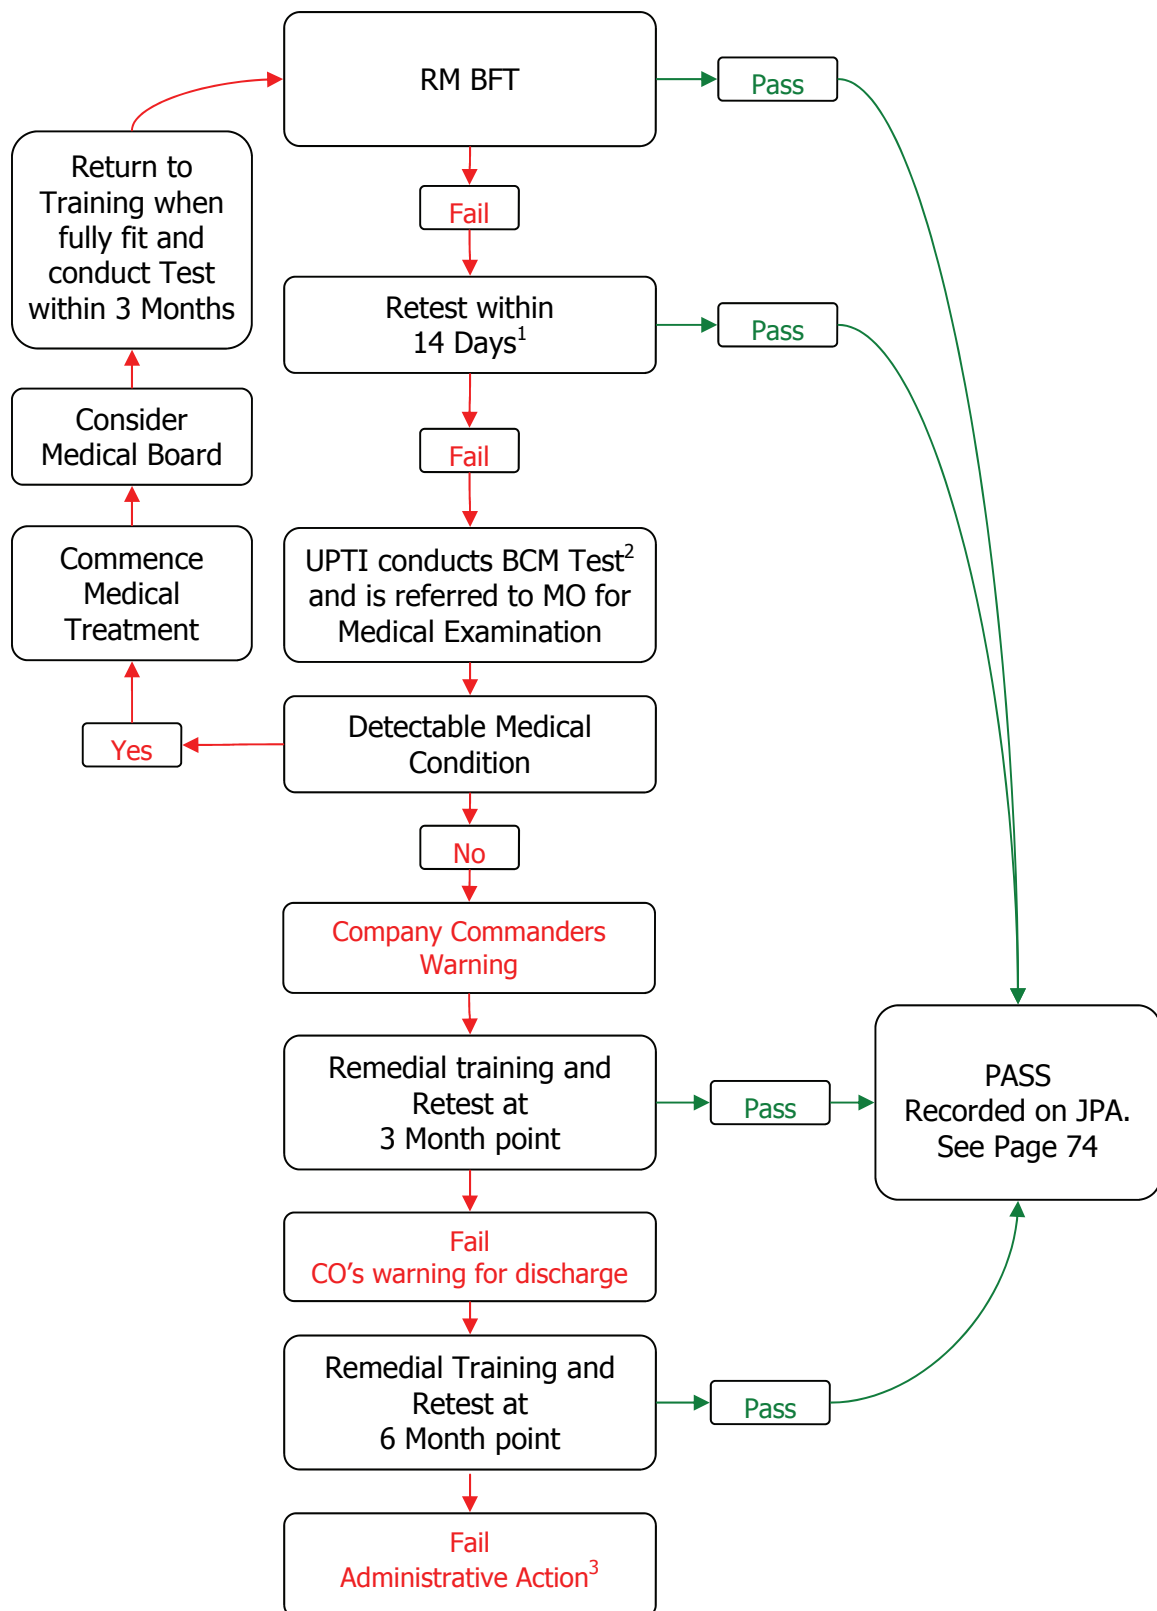 RM BFT
Pass
Fail
Return to
Training when
fully fit and
conduct Test
within 3 Months
Retest within
14 Days¹
Pass
Fail
Consider
Medical Board
Commence
Medical
Treatment
UPTI conducts BCM Test²
and is referred to MO for
Medical Examination
Detectable Medical
Condition
Yes
No
Company Commanders
Warning
Remedial training and
Retest at
3 Month point
Pass
PASS
Recorded on JPA.
See Page 74
Fail
CO’s warning for discharge
Remedial Training and
Retest at
6 Month point
Pass
Fail
Administrative Action³